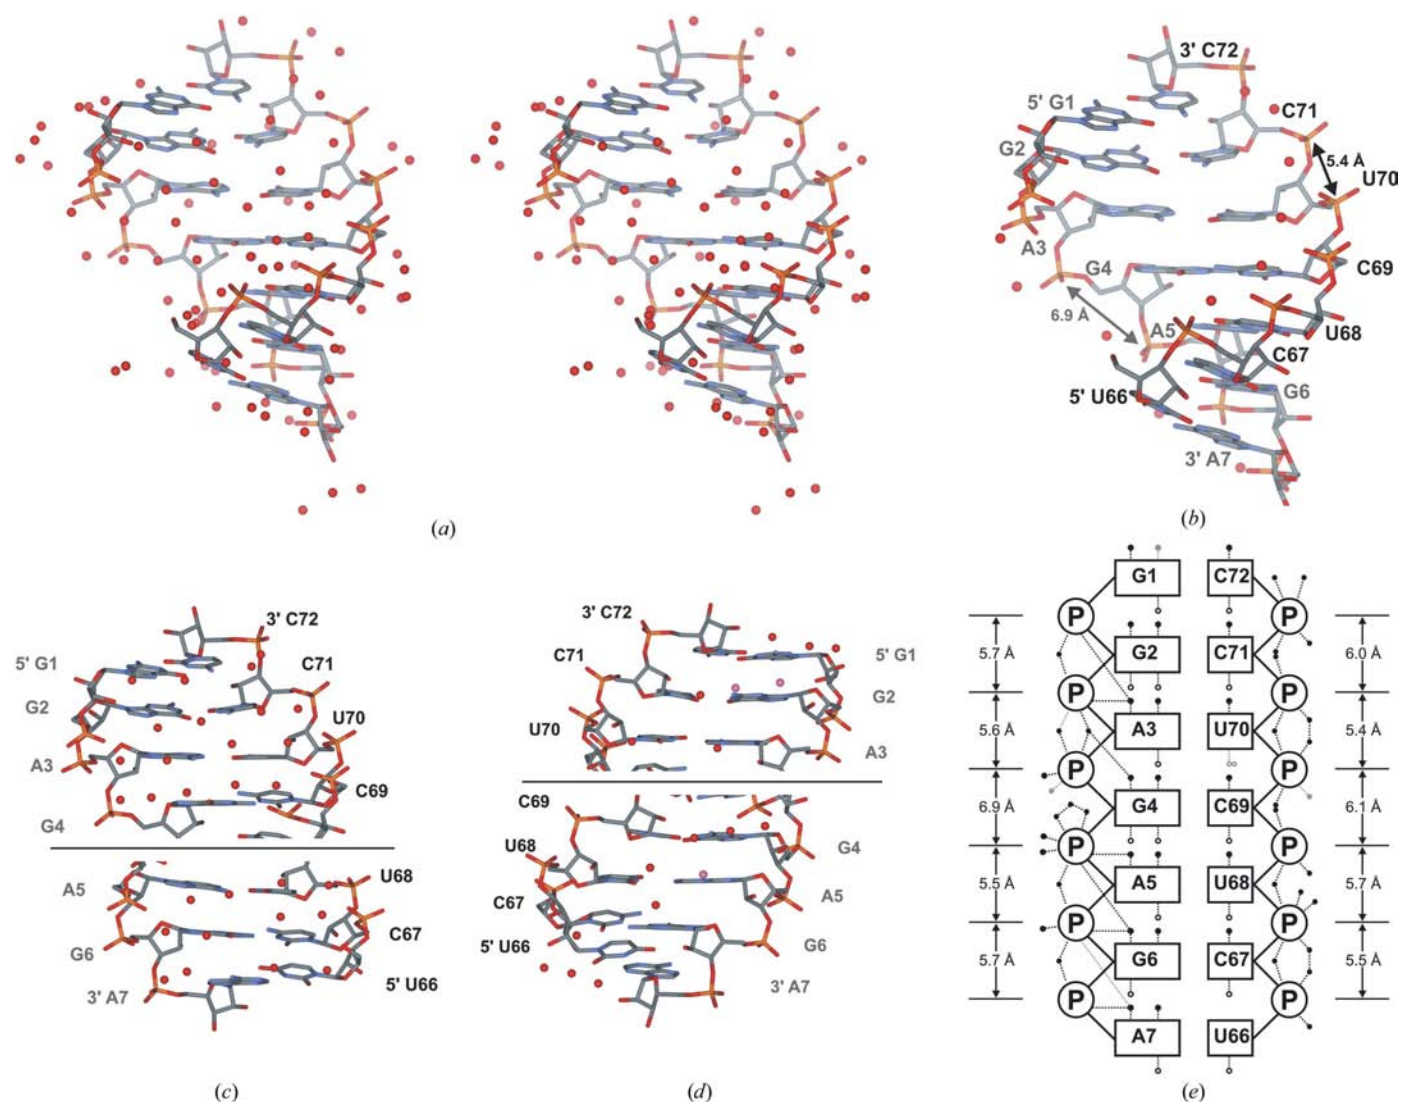 (a)
3' C72
5' G1
C71
G2
5.4 Å
U70
A3
G4
C69
6.9 Å
A5
U68
C67
5' U66
G6
3' A7
(b)
3' C72
5' G1
C71
G2
U70
A3
C69
G4
A5
U68
G6
C67
3' A7
5' U66
(c)
3' C72
C71
5' G1
G2
U70
A3
C69
U68
G4
A5
C67
5' U66
G6
3' A7
(d)
G1 C72
P P
5.7 Å G2 C71 6.0 Å
P P
5.6 Å A3 U70 5.4 Å
P P
6.9 Å G4 C69 6.1 Å
P P
5.5 Å A5 U68 5.7 Å
P P
5.7 Å G6 C67 5.5 Å
P P
A7 U66
(e)